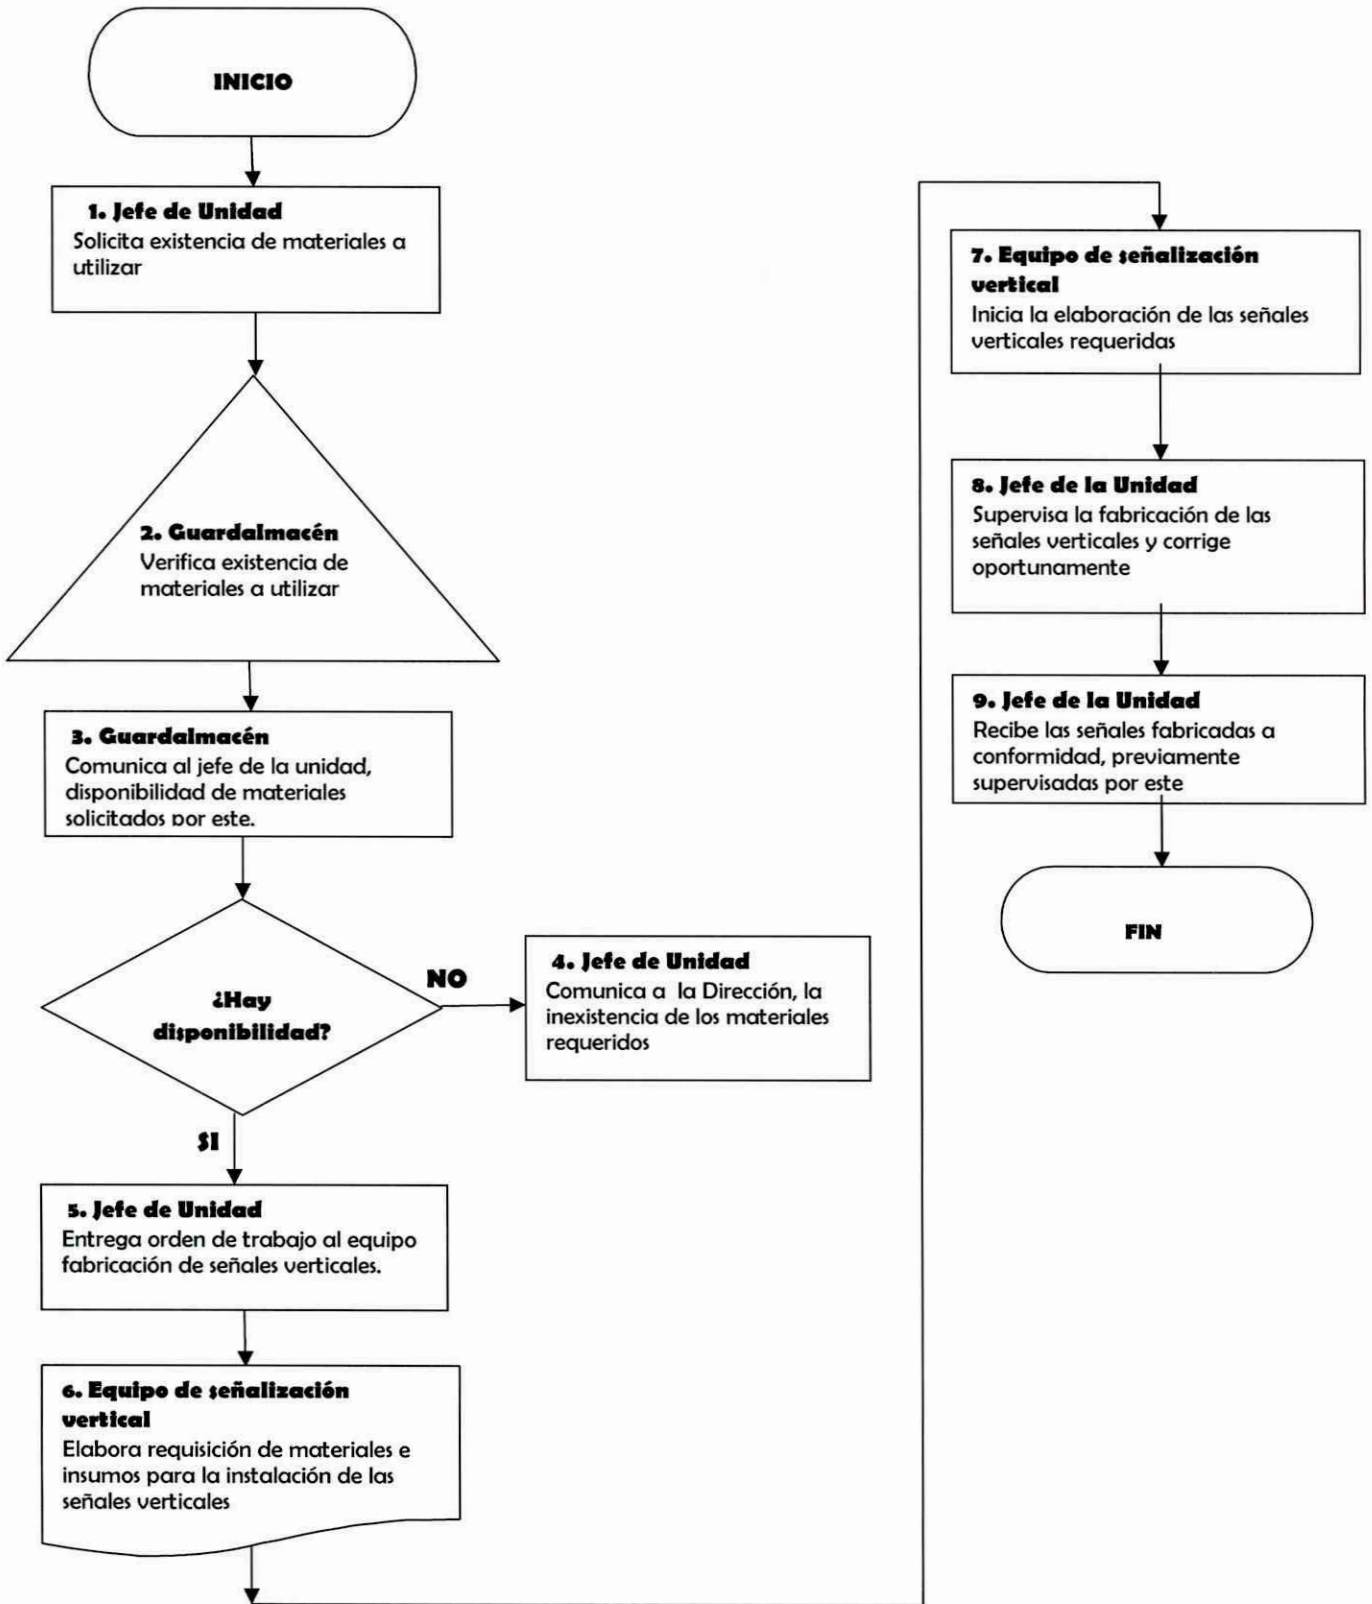 INICIO
1. Jefe de Unidad
Solicita existencia de materiales a
utilizar
2. Guardalmacén
Verifica existencia de
materiales a utilizar
3. Guardalmacén
Comunica al jefe de la unidad,
disponibilidad de materiales
solicitados por este.
¿Hay
disponibilidad?
NO
4. Jefe de Unidad
Comunica a la Dirección, la
inexistencia de los materiales
requeridos
SI
5. Jefe de Unidad
Entrega orden de trabajo al equipo
fabricación de señales verticales.
6. Equipo de señalización
vertical
Elabora requisición de materiales e
insumos para la instalación de las
señales verticales
7. Equipo de señalización
vertical
Inicia la elaboración de las señales
verticales requeridas
8. Jefe de la Unidad
Supervisa la fabricación de las
señales verticales y corrige
oportunamente
9. Jefe de la Unidad
Recibe las señales fabricadas a
conformidad, previamente
supervisadas por este
FIN